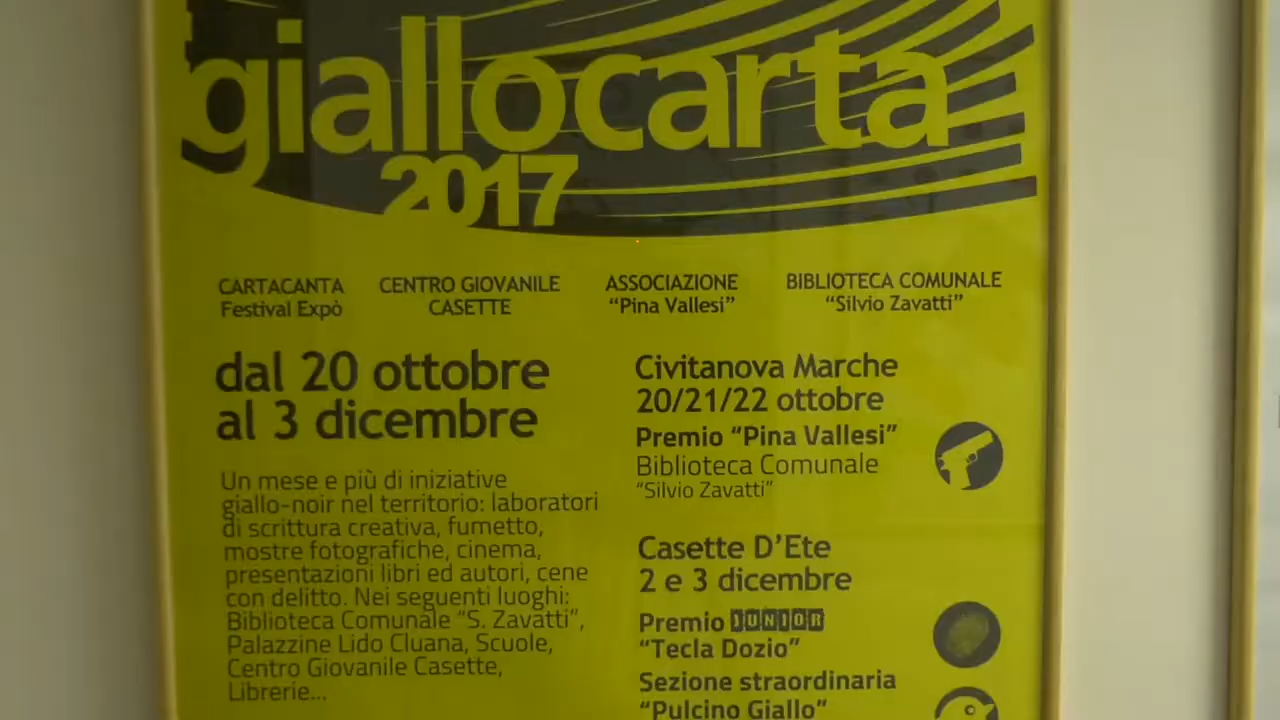 giallocarta
2017
CARTACANTA
Festival Expò
CENTRO GIOVANILE
CASETTE
ASSOCIAZIONE
“Pina Vallesi”
BIBLIOTECA COMUNALE
“Silvio Zavatti”
dal 20 ottobre
al 3 dicembre
Un mese e più di iniziative
giallo-noir nel territorio: laboratori
di scrittura creativa, fumetto,
mostre fotografiche, cinema,
presentazioni libri ed autori, cene
con delitto. Nei seguenti luoghi:
Biblioteca Comunale “S. Zavatti”,
Palazzine Lido Cluana, Scuole,
Centro Giovanile Casette,
Librerie...
Civitanova Marche
20/21/22 ottobre
Premio “Pina Vallesi”
Biblioteca Comunale
“Silvio Zavatti”
Casette D’Ete
2 e 3 dicembre
Premio JUNIOR
“Tecla Dozio”
Sezione straordinaria
“Pulcino Giallo”